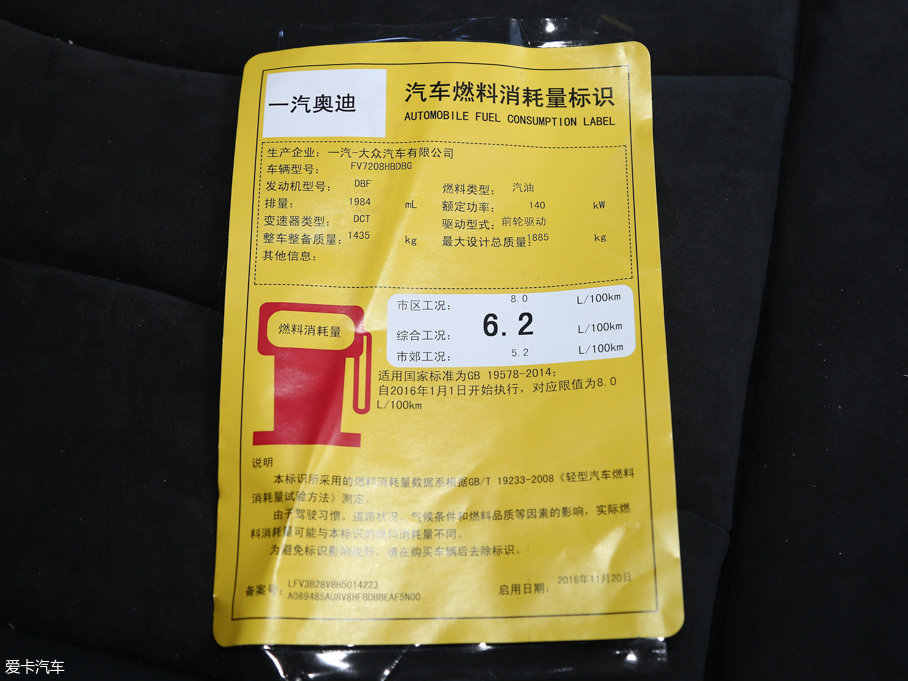 一汽奥迪
汽车燃料消耗量标识
AUTOMOBILE FUEL CONSUMPTION LABEL
生产企业：一汽-大众汽车有限公司
车辆型号： FV7208HBDBG
发动机型号： DBF 燃料类型： 汽油
排量： 1984 mL 额定功率： 140 kW
变速器类型： DCT 驱动型式：前轮驱动
整车整备质量：1435 kg 最大设计总质量：1885 kg
其他信息：
燃料消耗量
市区工况： 8.0 L/100km
综合工况： 6.2 L/100km
市郊工况： 5.2 L/100km
适用国家标准为GB 19578-2014；
自2016年1月1日开始执行，对应限值为8.0
L/100km
说明
本标识所采用的燃料消耗量数据系根据GB/T 19233-2008《轻型汽车燃料
消耗量试验方法》测定。
由于驾驶习惯、道路状况、气候条件和燃料品质等因素的影响，实际燃
料消耗量可能与本标识的燃料消耗量不同。
为避免标识影响视野，请在购买车辆后去除标识。
备案号： LFV3B28V8H5014223
A089485AU8V8HFBDBBEAF5N00
启用日期： 2016年11月20日
爱卡汽车